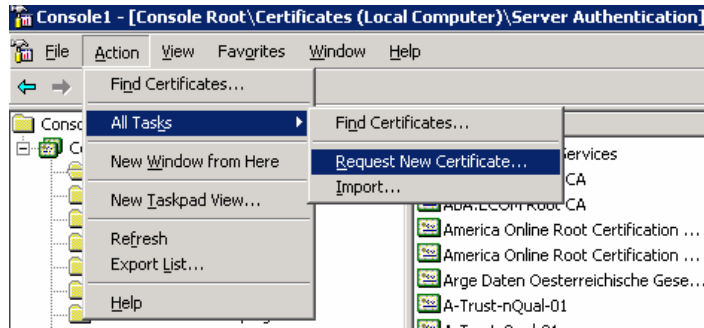 Console1 - [Console Root\Certificates (Local Computer)\Server Authentication]
File Action View Favorites Window Help
Find Certificates...
All Tasks
New Window from Here
New Taskpad View...
Refresh
Export List...
Help
Find Certificates...
Request New Certificate...
Import...
Services
CA
ABA.ECOM Root CA
America Online Root Certification ...
America Online Root Certification ...
Arge Daten Oesterreichische Gese...
A-Trust-nQual-01